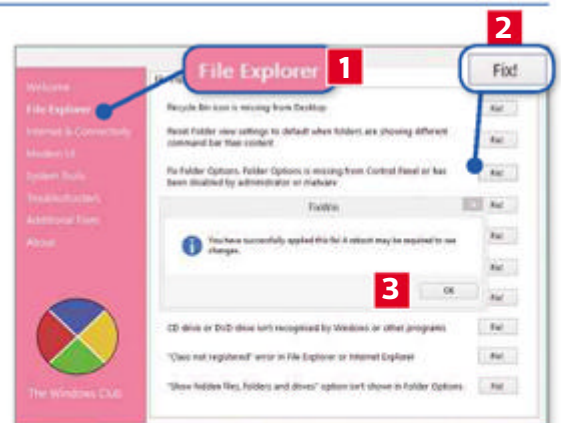 2
File Explorer 1
Fix!
Welcome
File Explorer
Internet & Connectivity
Modern UI
System Tools
Troubleshooters
Additional Fixes
About
The Windows Club
Recycle Bin icon is missing from Desktop
Fix!
Reset Folder view settings to default when folders are showing different
command bar than content
Fix!
Fix Folder Options. Folder Options is missing from Control Panel or has
been disabled by administrator or malware
Fix!
Fix!
FixWin
You have successfully applied this fix! A reboot may be required to see
changes.
Fix!
Fix!
3
OK
Fix!
CD drive or DVD drive isn't recognised by Windows or other programs
Fix!
"Class not registered" error in File Explorer or Internet Explorer
Fix!
"Show hidden files, folders and drives" option isn't shown in Folder Options
Fix!